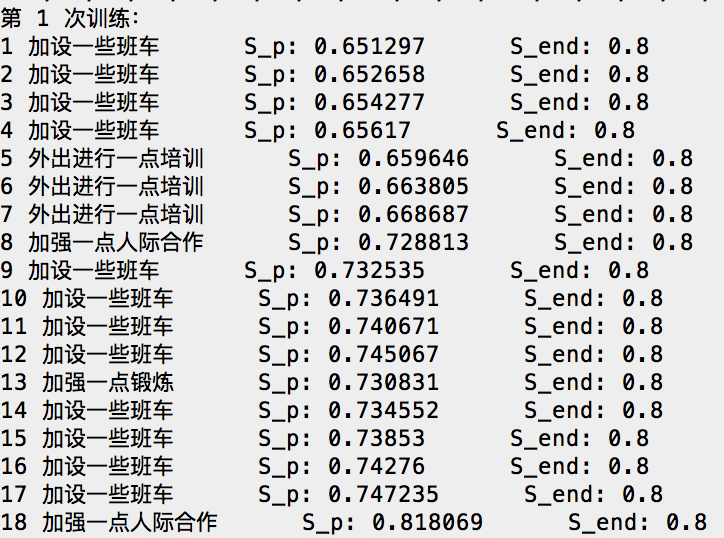 第 1 次训练：
1 加设一些班车 S_p: 0.651297 S_end: 0.8
2 加设一些班车 S_p: 0.652658 S_end: 0.8
3 加设一些班车 S_p: 0.654277 S_end: 0.8
4 加设一些班车 S_p: 0.65617 S_end: 0.8
5 外出进行一点培训 S_p: 0.659646 S_end: 0.8
6 外出进行一点培训 S_p: 0.663805 S_end: 0.8
7 外出进行一点培训 S_p: 0.668687 S_end: 0.8
8 加强一点人际合作 S_p: 0.728813 S_end: 0.8
9 加设一些班车 S_p: 0.732535 S_end: 0.8
10 加设一些班车 S_p: 0.736491 S_end: 0.8
11 加设一些班车 S_p: 0.740671 S_end: 0.8
12 加设一些班车 S_p: 0.745067 S_end: 0.8
13 加强一点锻炼 S_p: 0.730831 S_end: 0.8
14 加设一些班车 S_p: 0.734552 S_end: 0.8
15 加设一些班车 S_p: 0.73853 S_end: 0.8
16 加设一些班车 S_p: 0.74276 S_end: 0.8
17 加设一些班车 S_p: 0.747235 S_end: 0.8
18 加强一点人际合作 S_p: 0.818069 S_end: 0.8